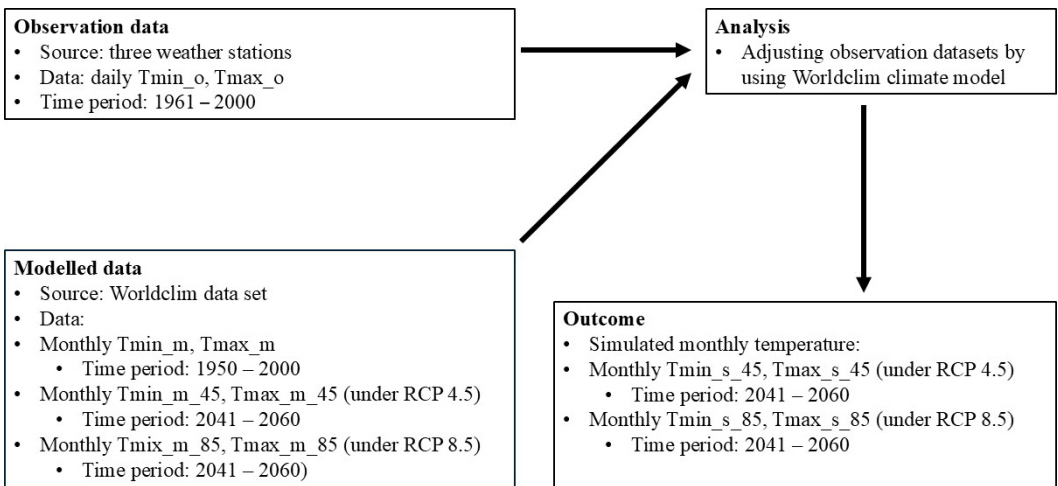 Observation data
• Source: three weather stations
• Data: daily Tmin_o, Tmax_o
• Time period: 1961 – 2000
Analysis
• Adjusting observation datasets by
using Worldclim climate model
Modelled data
• Source: Worldclim data set
• Data:
• Monthly Tmin_m, Tmax_m
• Time period: 1950 – 2000
• Monthly Tmin_m_45, Tmax_m_45 (under RCP 4.5)
• Time period: 2041 – 2060
• Monthly Tmix_m_85, Tmax_m_85 (under RCP 8.5)
• Time period: 2041 – 2060)
Outcome
• Simulated monthly temperature:
• Monthly Tmin_s_45, Tmax_s_45 (under RCP 4.5)
• Time period: 2041 – 2060
• Monthly Tmin_s_85, Tmax_s_85 (under RCP 8.5)
• Time period: 2041 – 2060